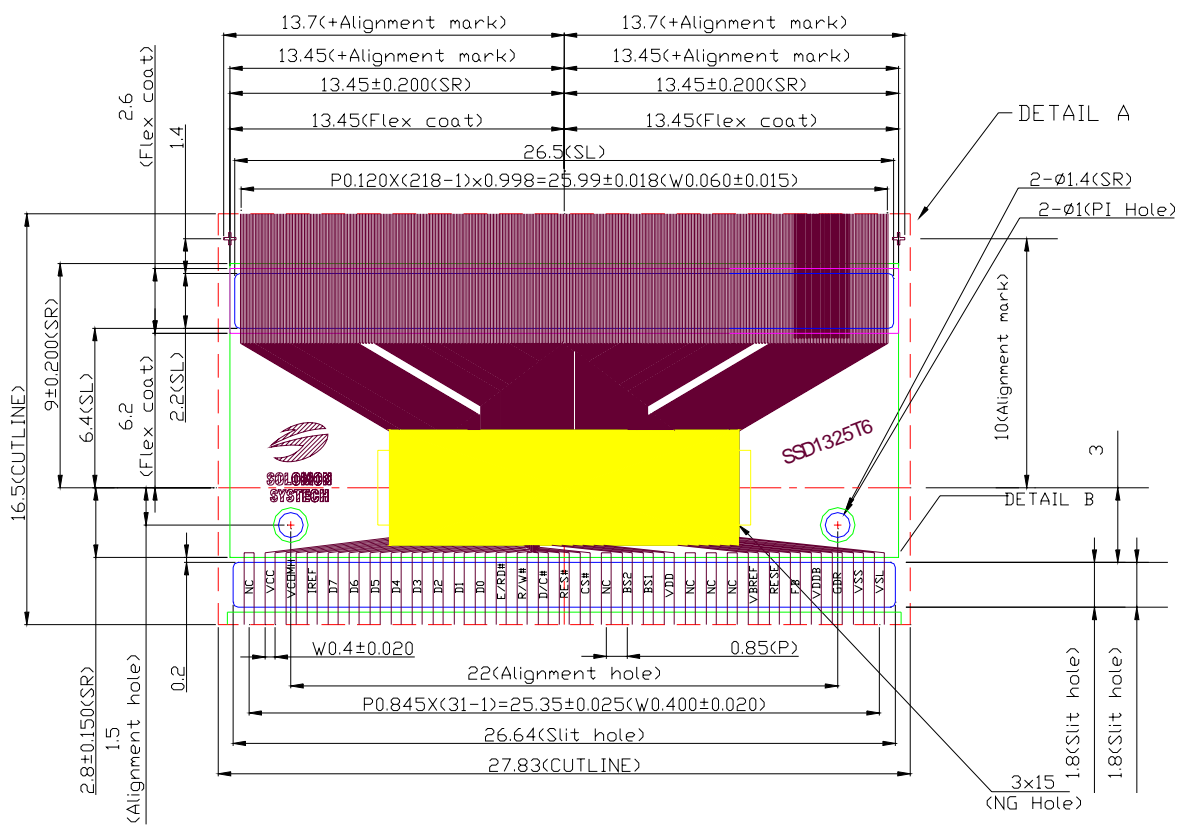 13.7(+Alignment mark)
13.7(+Alignment mark)
13.45(+Alignment mark)
13.45(+Alignment mark)
13.45±0.200(SR)
13.45±0.200(SR)
13.45(Flex coat)
13.45(Flex coat)
26.5(SL)
P0.120X(218-1)x0.998=25.99±0.018(W0.060±0.015)
2.6
(Flex coat)
1.4
DETAIL A
2-ø1.4(SR)
2-ø1(PI Hole)
16.5(CUTLINE)
9±0.200(SR)
6.4(SL)
6.2
(Flex coat)
2.2(SL)
10(Alignment mark)
3
SOLOMON
SYSTECH
SSD1325T6
DETAIL B
NC
VCC
VCOMH
IREF
D7
D6
D5
D4
D3
D2
D1
D0
E/RD#
R/W#
D/C#
RES#
CS#
NC
BS2
BS1
VDD
NC
NC
NC
VBREF
RESE
FB
VDDB
GDR
VSS
VSL
W0.4±0.020
0.85(P)
22(Alignment hole)
P0.845X(31-1)=25.35±0.025(W0.400±0.020)
26.64(Slit hole)
27.83(CUTLINE)
2.8±0.150(SR)
1.5
(Alignment hole)
0.2
1.8(Slit hole)
1.8(Slit hole)
3x15
(NG Hole)